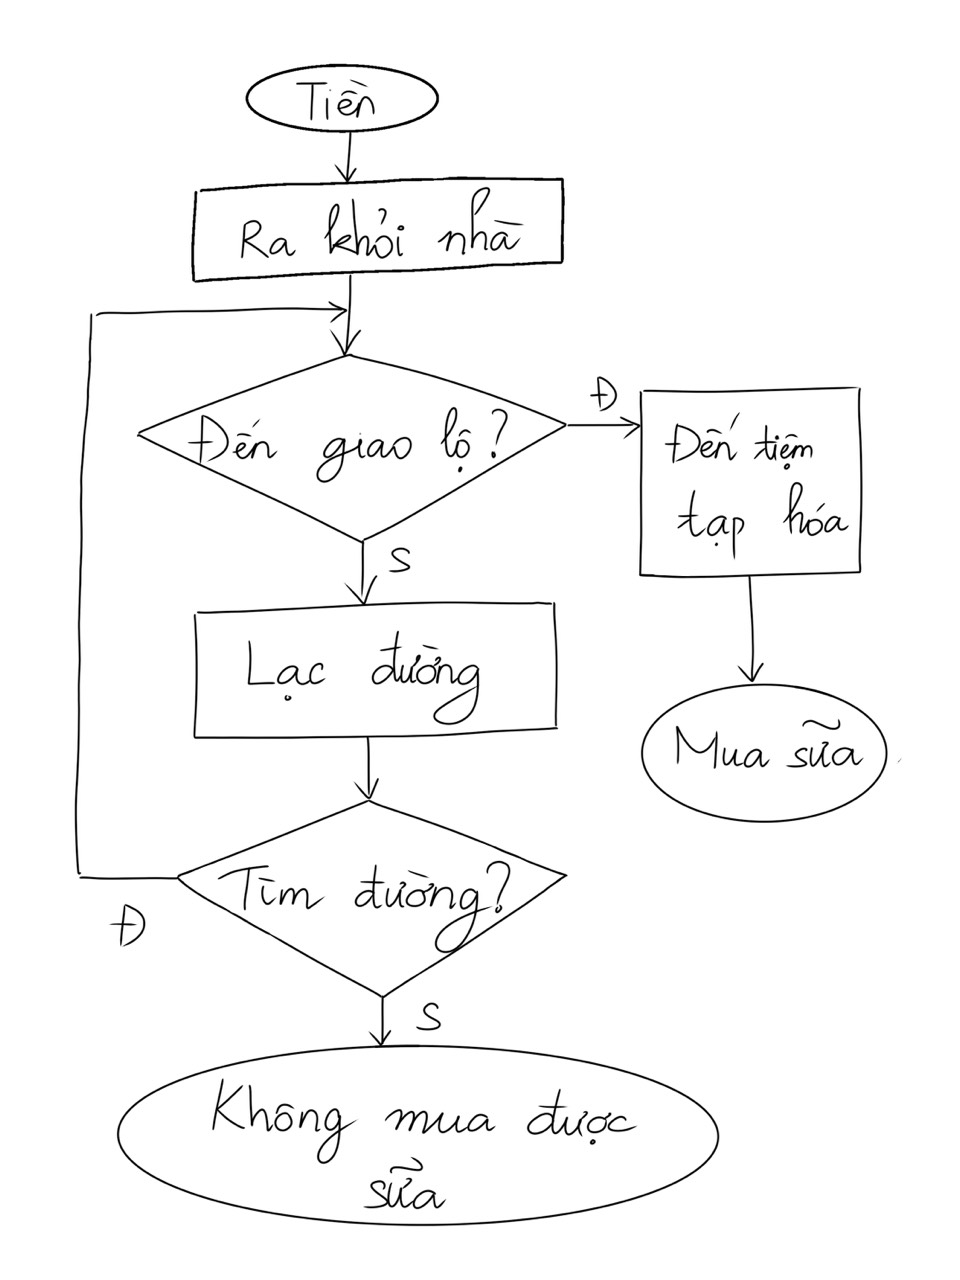 Tiền
Ra khỏi nhà
Đến giao lộ?
Đ
Đến tiệm
tạp hóa
S
Lạc đường
Mua sữa
Tìm đường?
Đ
S
Không mua được
sữa